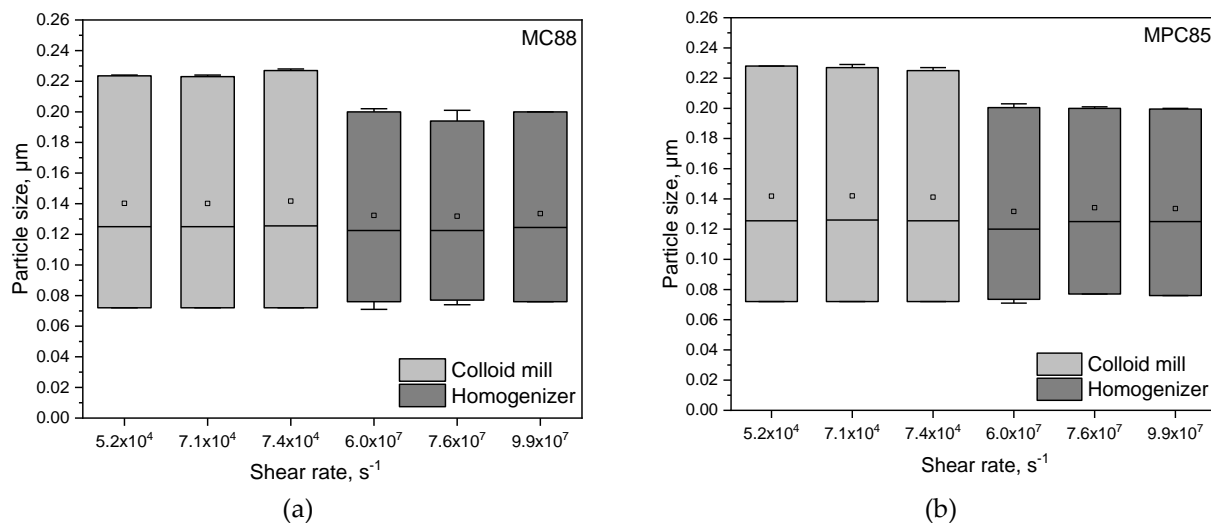 MC88
Particle size, µm
0.26
0.24
0.22
0.20
0.18
0.16
0.14
0.12
0.10
0.08
0.06
0.04
0.02
0.00
Colloid mill
Homogenizer
5.2x10⁴ 7.1x10⁴ 7.4x10⁴ 6.0x10⁷ 7.6x10⁷ 9.9x10⁷
Shear rate, s⁻¹
(a)
MPC85
Particle size, µm
0.26
0.24
0.22
0.20
0.18
0.16
0.14
0.12
0.10
0.08
0.06
0.04
0.02
0.00
Colloid mill
Homogenizer
5.2x10⁴ 7.1x10⁴ 7.4x10⁴ 6.0x10⁷ 7.6x10⁷ 9.9x10⁷
Shear rate, s⁻¹
(b)